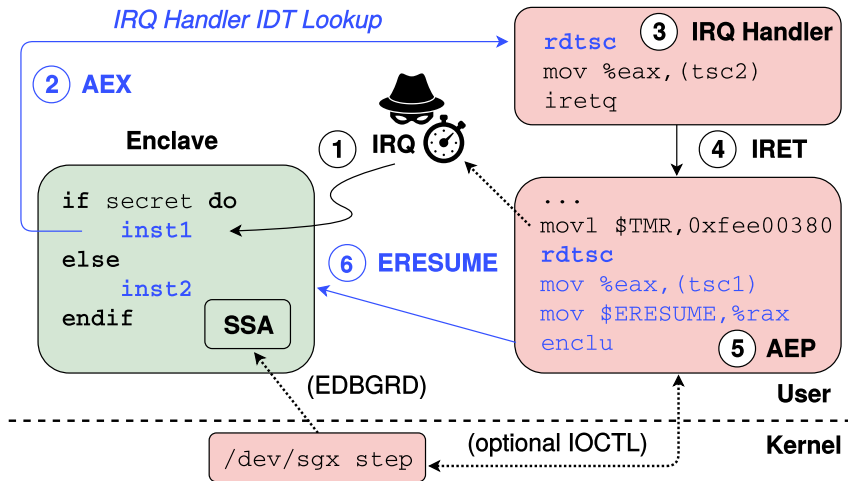 IRQ Handler IDT Lookup
2 AEX
rdtsc
mov %eax,(tsc2)
iretq
3 IRQ Handler
Enclave
1 IRQ
4 IRET
if secret do
inst1
else
inst2
endif
SSA
6 ERESUME
...
movl $TMR,0xfee00380
rdtsc
mov %eax,(tsc1)
mov $ERESUME,%rax
enclu
5 AEP
(EDBGRD)
User
/dev/sgx step
(optional IOCTL)
Kernel